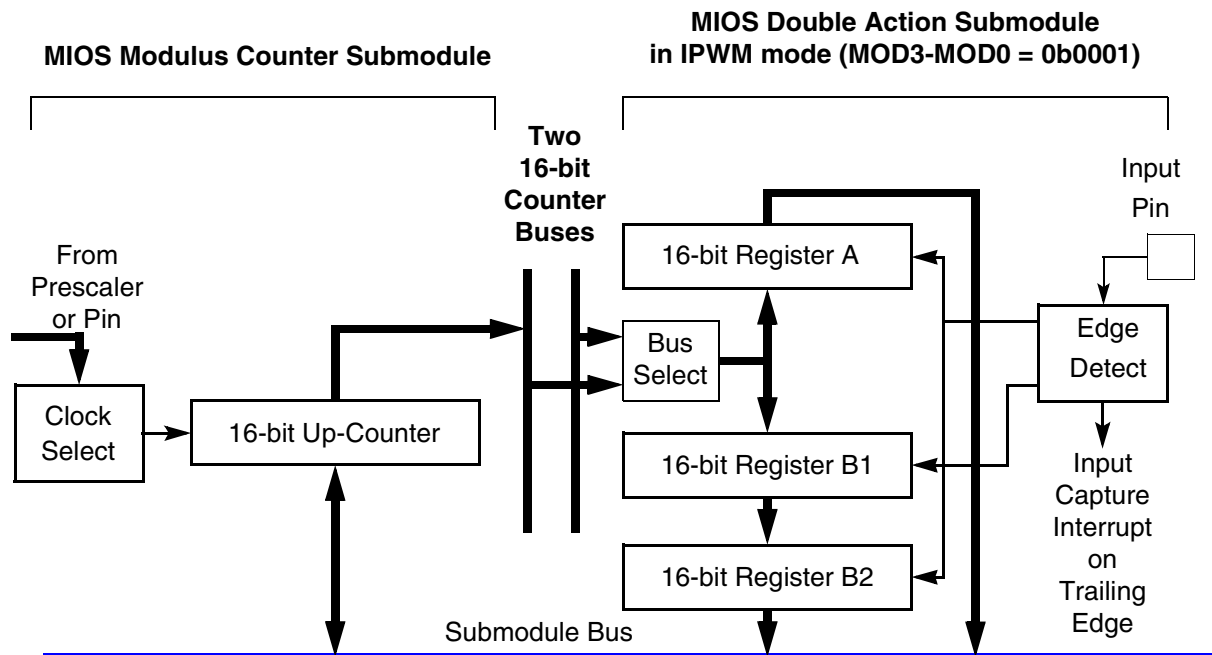 MIOS Modulus Counter Submodule
MIOS Double Action Submodule
in IPWM mode (MOD3-MOD0 = 0b0001)
Two
16-bit
Counter
Buses
Input
Pin
From
Prescaler
or Pin
16-bit Register A
Bus
Select
Edge
Detect
Clock
Select
16-bit Up-Counter
16-bit Register B1
Input
Capture
Interrupt
on
Trailing
Edge
16-bit Register B2
Submodule Bus